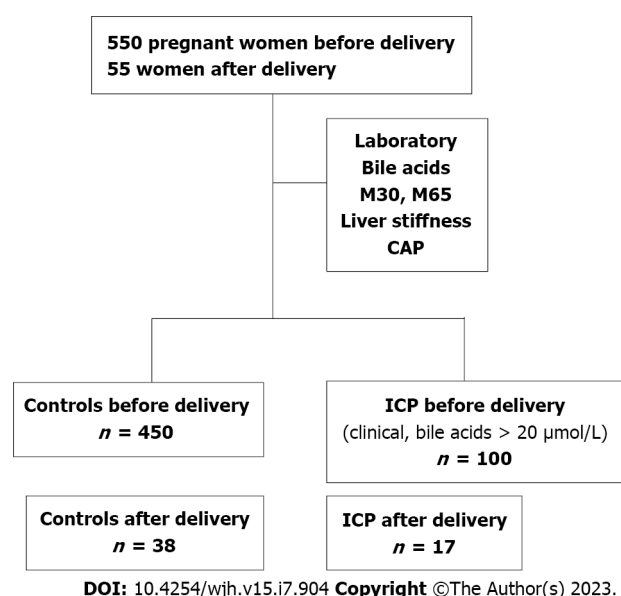 550 pregnant women before delivery
55 women after delivery
Laboratory
Bile acids
M30, M65
Liver stiffness
CAP
Controls before delivery
n = 450
ICP before delivery
(clinical, bile acids > 20 µmol/L)
n = 100
Controls after delivery
n = 38
ICP after delivery
n = 17
DOI: 10.4254/wjh.v15.i7.904 Copyright ©The Author(s) 2023.